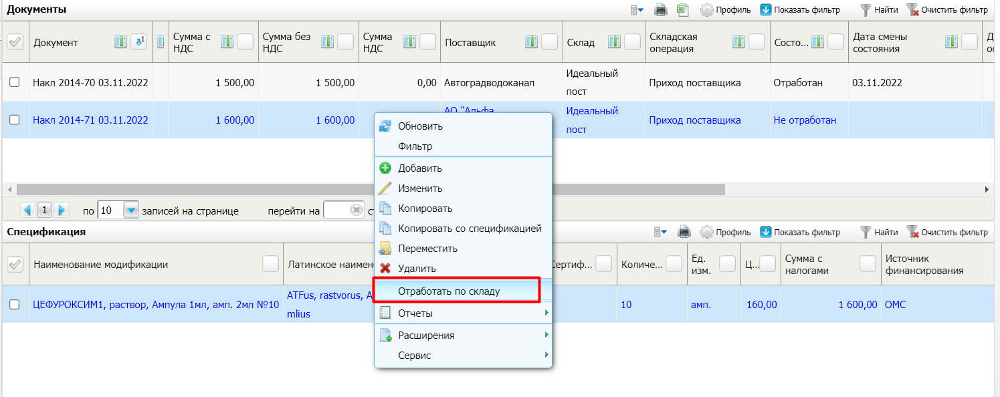 Документы
Профиль Показать фильтр Найти Очистить фильтр
Документ 1 Сумма с НДС Сумма без НДС Сумма НДС Поставщик Склад Складская операция Состо... Дата смены состояния
Накл 2014-70 03.11.2022 1 500,00 1 500,00 0,00 Автоградводоканал Идеальный пост Приход поставщика Отработан 03.11.2022
Накл 2014-71 03.11.2022 1 600,00 1 600,00 АО "Альфа Идеальный пост Приход поставщика Не отработан
Обновить
Фильтр
Добавить
Изменить
Копировать
Копировать со спецификацией
Переместить
Удалить
Отработать по складу
Отчеты
Расширения
Сервис
1 по 10 записей на странице перейти на
Спецификация
Профиль Показать фильтр Найти Очистить фильтр
Наименование модификации Латинское наимен Сертиф... Количе... Ед. изм. Ц... Сумма с налогами Источник финансирования
ЦЕФУРОКСИМ1, раствор, Ампула 1мл, амп. 2мл №10 ATFus, rastvorus, A
mlius 10 амп. 160,00 1 600,00 ОМС